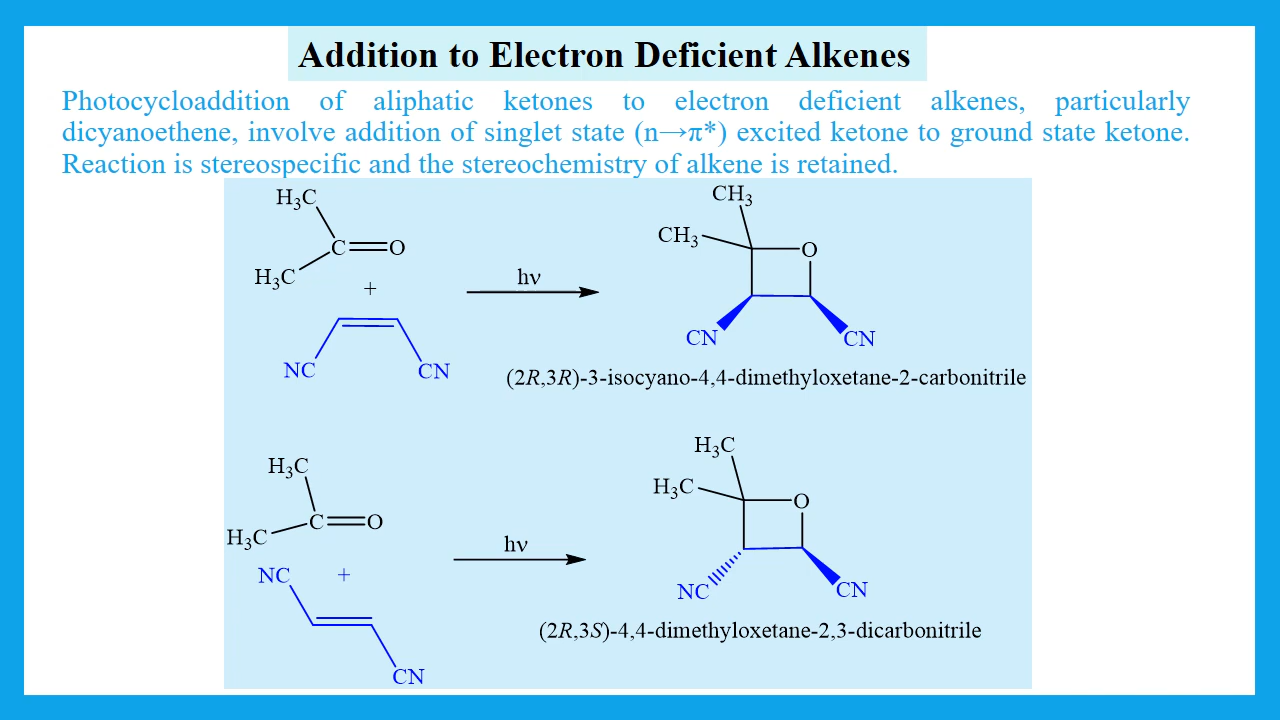 Addition to Electron Deficient Alkenes
Photocycloaddition of aliphatic ketones to electron deficient alkenes, particularly
dicyanoethene, involve addition of singlet state (n→π*) excited ketone to ground state ketone.
Reaction is stereospecific and the stereochemistry of alkene is retained.
H₃C
CH₃
CH₃
C
O
O
H₃C
hν
+
CN
CN
NC
CN
(2R,3R)-3-isocyano-4,4-dimethyloxetane-2-carbonitrile
H₃C
H₃C
H₃C
O
C
O
H₃C
hν
NC
+
NC
CN
(2R,3S)-4,4-dimethyloxetane-2,3-dicarbonitrile
CN